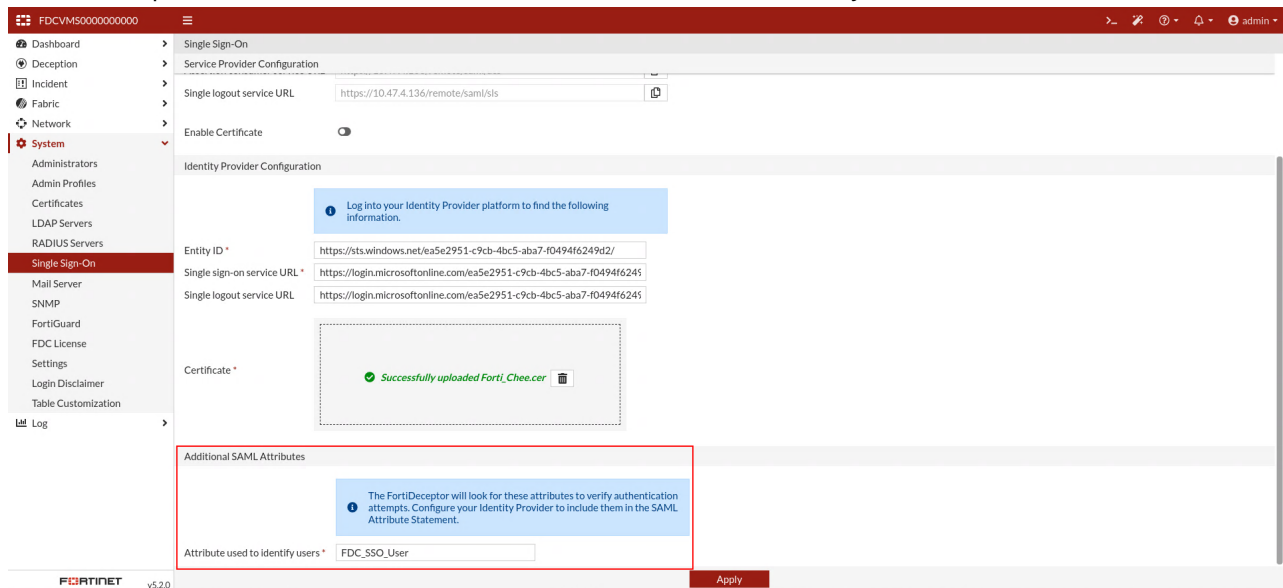 FDCVMS0000000000
admin
Dashboard
Deception
Incident
Fabric
Network
System
Administrators
Admin Profiles
Certificates
LDAP Servers
RADIUS Servers
Single Sign-On
Mail Server
SNMP
FortiGuard
FDC License
Settings
Login Disclaimer
Table Customization
Log
FORTINET v5.2.0
Single Sign-On
Service Provider Configuration
Single logout service URL https://10.47.4.136/remote/saml/sls
Enable Certificate
Identity Provider Configuration
Log into your Identity Provider platform to find the following
information.
Entity ID * https://sts.windows.net/ea5e2951-c9cb-4bc5-aba7-f0494f6249d2/
Single sign-on service URL * https://login.microsoftonline.com/ea5e2951-c9cb-4bc5-aba7-f0494f6249
Single logout service URL https://login.microsoftonline.com/ea5e2951-c9cb-4bc5-aba7-f0494f6249
Certificate * Successfully uploaded Forti_Chee.cer
Additional SAML Attributes
The FortiDeceptor will look for these attributes to verify authentication
attempts. Configure your Identity Provider to include them in the SAML
Attribute Statement.
Attribute used to identify users * FDC_SSO_User
Apply